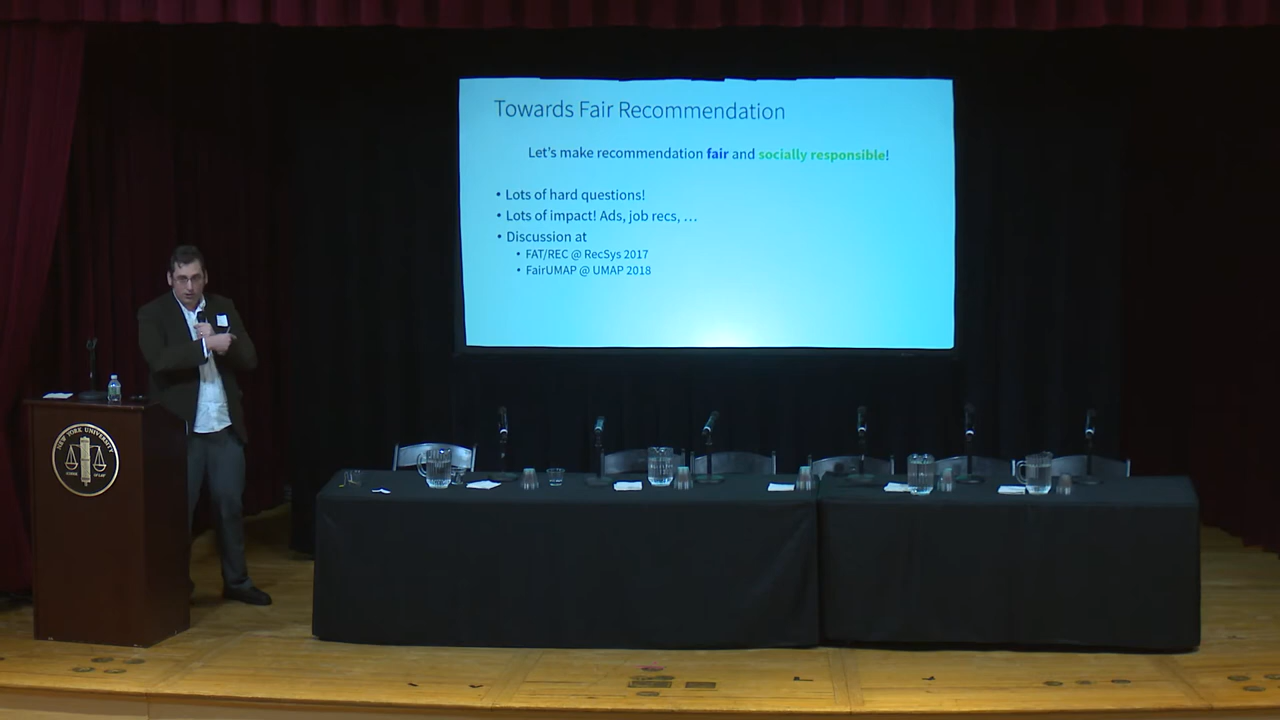 Towards Fair Recommendation
Let's make recommendation fair and socially responsible!
• Lots of hard questions!
• Lots of impact! Ads, job recs, …
• Discussion at
• FAT/REC @ RecSys 2017
• FairUMAP @ UMAP 2018
NEW YORK UNIVERSITY